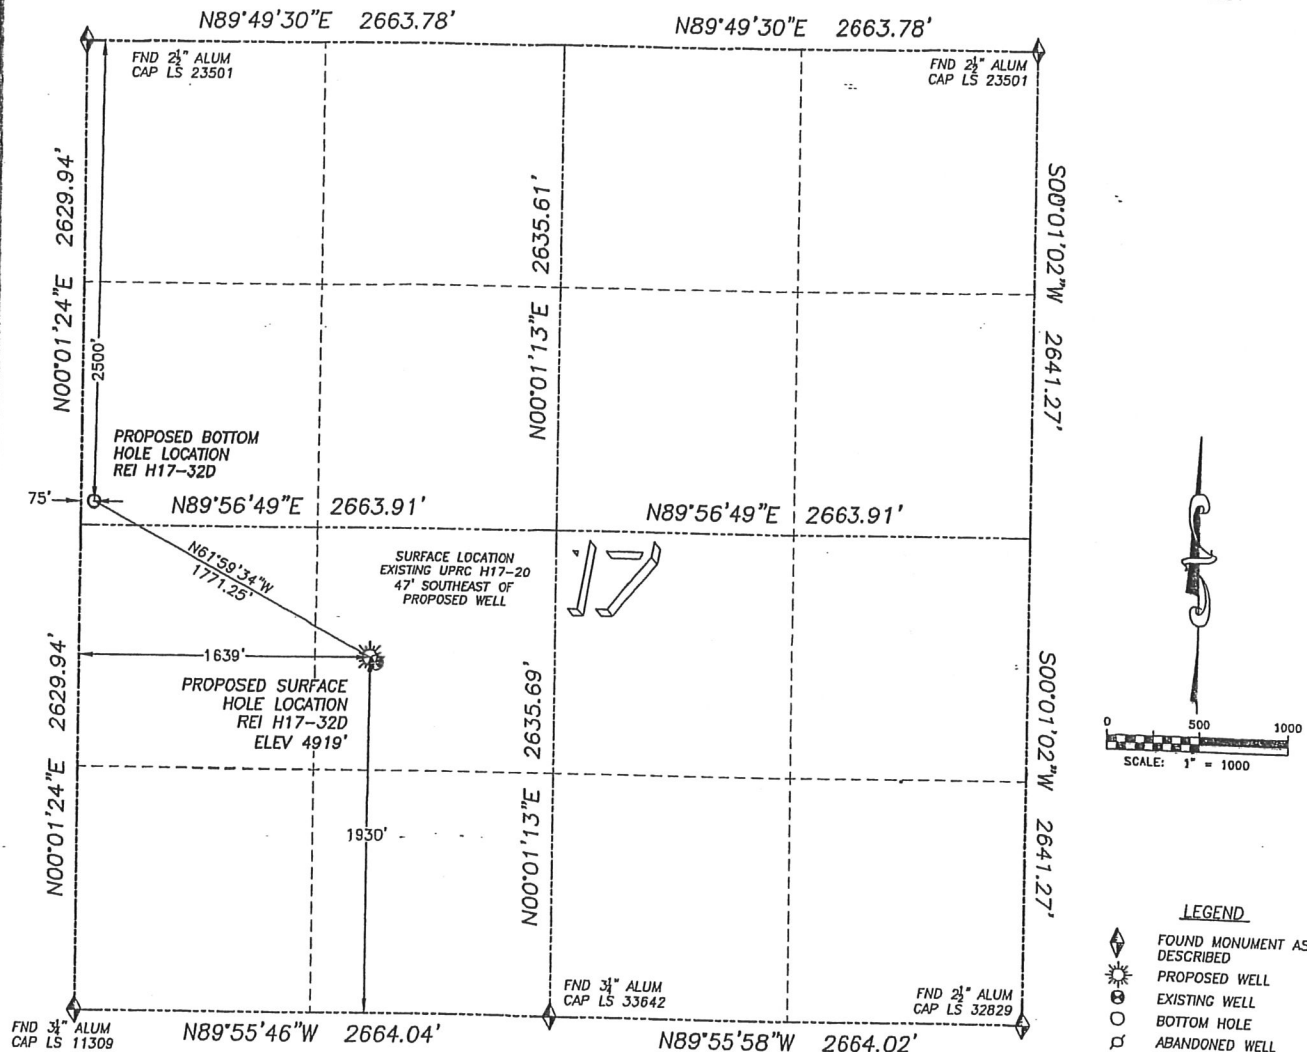 N89°49'30"E 2663.78'
N89°49'30"E 2663.78'
FND 2½" ALUM
CAP LS 23501
FND 2½" ALUM
CAP LS 23501
N00°01'24"E 2629.94'
2500'
N00°01'13"E 2635.61'
S00°01'02"W 2641.27'
PROPOSED BOTTOM
HOLE LOCATION
REI H17-32D
75'
N89°56'49"E 2663.91'
N89°56'49"E 2663.91'
N61°59'34"W
1771.25'
SURFACE LOCATION
EXISTING UPRC H17-20
47' SOUTHEAST OF
PROPOSED WELL
17
1639'
PROPOSED SURFACE
HOLE LOCATION
REI H17-32D
ELEV 4919'
N00°01'24"E 2629.94'
1930'
N00°01'13"E 2635.69'
S00°01'02"W 2641.27'
0 500 1000
SCALE: 1" = 1000
LEGEND
FOUND MONUMENT AS
DESCRIBED
PROPOSED WELL
EXISTING WELL
BOTTOM HOLE
ABANDONED WELL
FND 3¼" ALUM
CAP LS 11309
N89°55'46"W 2664.04'
FND 3¼" ALUM
CAP LS 33642
N89°55'58"W 2664.02'
FND 2½" ALUM
CAP LS 32829